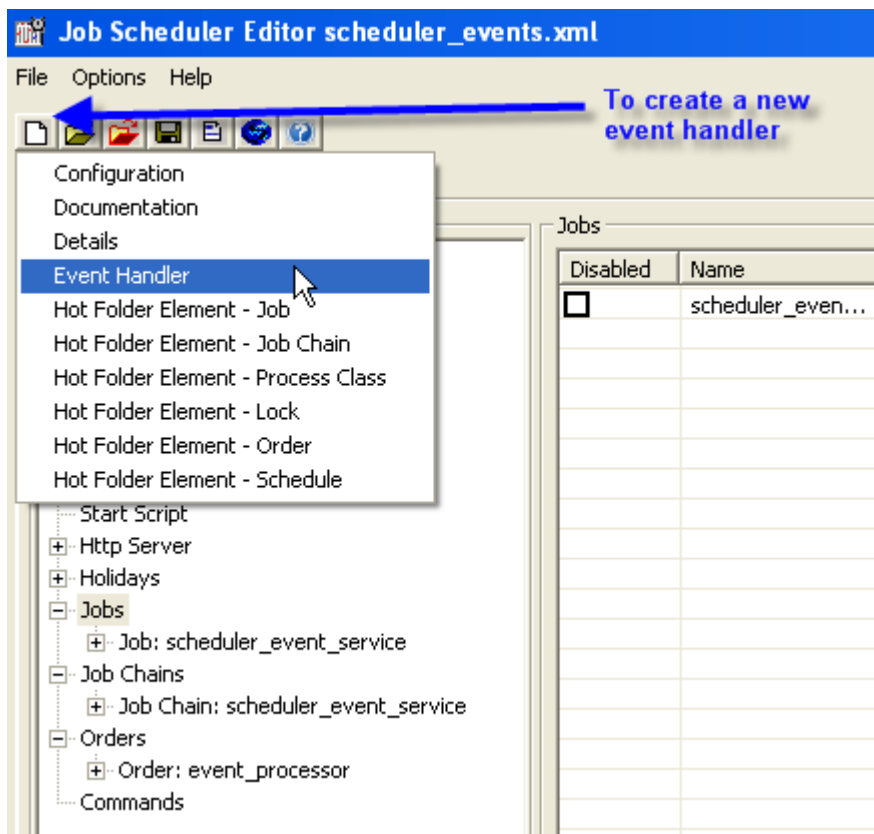 Job Scheduler Editor scheduler_events.xml
File Options Help
To create a new
event handler
Configuration
Documentation
Details
Event Handler
Hot Folder Element - Job
Hot Folder Element - Job Chain
Hot Folder Element - Process Class
Hot Folder Element - Lock
Hot Folder Element - Order
Hot Folder Element - Schedule
Jobs
Disabled Name
scheduler_even...
Start Script
Http Server
Holidays
Jobs
Job: scheduler_event_service
Job Chains
Job Chain: scheduler_event_service
Orders
Order: event_processor
Commands